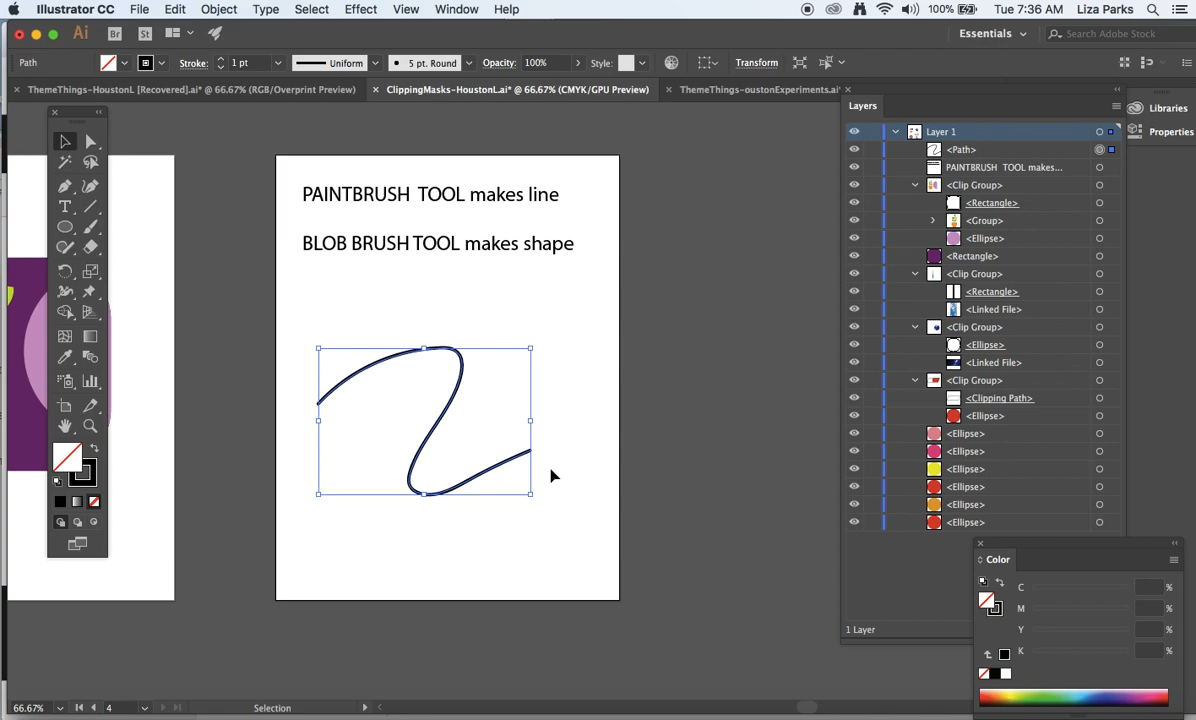 Illustrator CC File Edit Object Type Select Effect View Window Help 100% Tue 7:36 AM Liza Parks
Ai Br St Essentials Search Adobe Stock
Path Stroke: 1 pt Uniform 5 pt. Round Opacity: 100% Style: Transform
ThemeThings-HoustonL [Recovered].ai* @ 66.67% (RGB/Overprint Preview) ClippingMasks-HoustonL.ai* @ 66.67% (CMYK/GPU Preview) ThemeThings-oustonExperiments.ai
Layers
Libraries
Properties
Layer 1
<Path>
PAINTBRUSH TOOL makes...
<Clip Group>
<Rectangle>
<Group>
<Ellipse>
<Rectangle>
<Clip Group>
<Rectangle>
<Linked File>
<Clip Group>
<Ellipse>
<Linked File>
<Clip Group>
<Clipping Path>
<Ellipse>
<Ellipse>
<Ellipse>
<Ellipse>
<Ellipse>
<Ellipse>
<Ellipse>
1 Layer
PAINTBRUSH TOOL makes line
BLOB BRUSH TOOL makes shape
Color
C %
M %
Y %
K %
66.67% 4 Selection